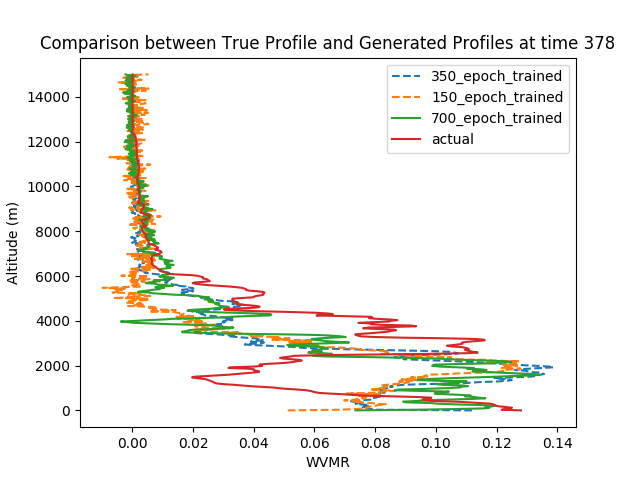 Comparison between True Profile and Generated Profiles at time 378
350_epoch_trained
150_epoch_trained
700_epoch_trained
actual
14000
12000
10000
8000
6000
4000
2000
0
Altitude (m)
0.00 0.02 0.04 0.06 0.08 0.10 0.12 0.14
WVMR